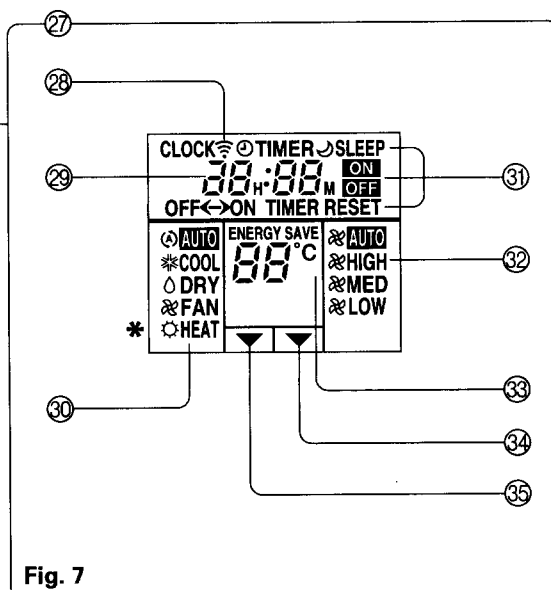 27
28
CLOCK TIMER SLEEP
29 38H.:88M ON 31
OFF
OFF<->ON TIMER RESET
A AUTO ENERGY SAVE AUTO
88°C
COOL HIGH 32
DRY MED
FAN LOW
* HEAT
30 33
34
35
Fig. 7